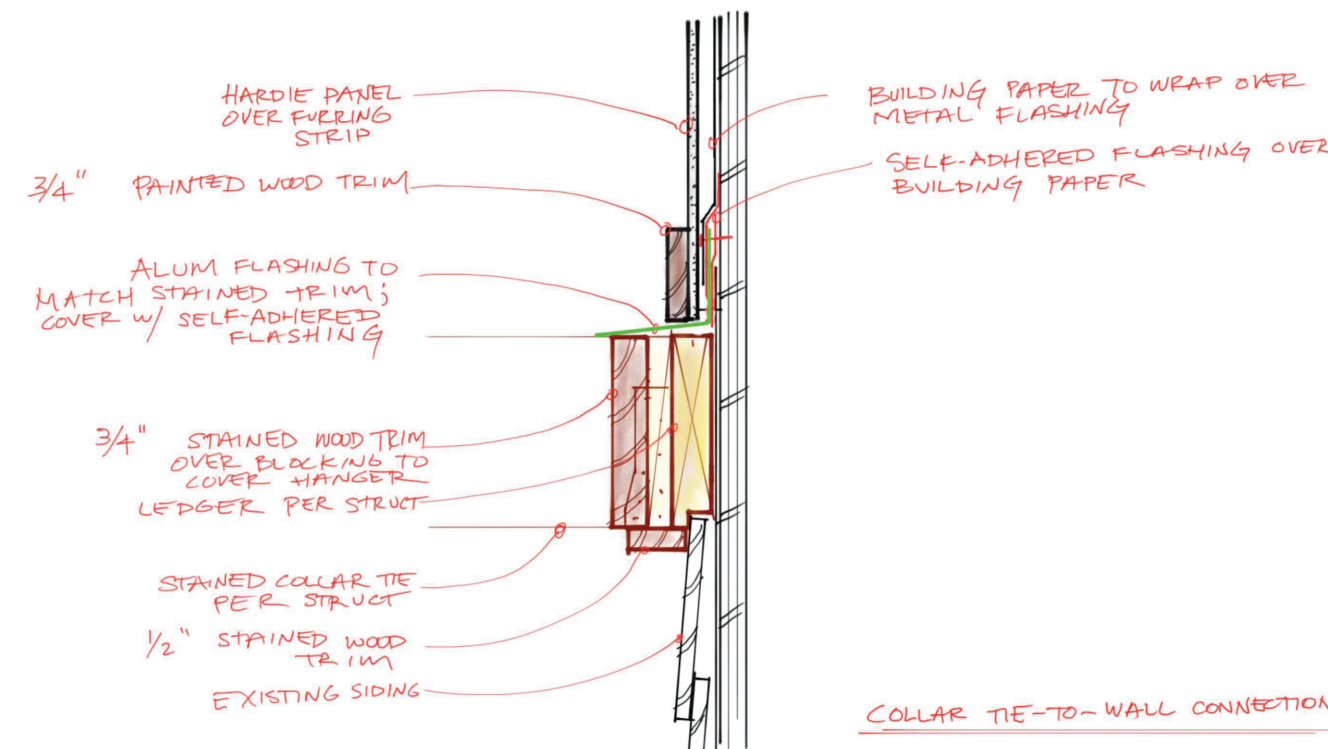 HARDIE PANEL
OVER FURRING
STRIP
3/4" PAINTED WOOD TRIM
ALUM FLASHING TO
MATCH STAINED TRIM;
COVER W/ SELF-ADHERED
FLASHING
3/4" STAINED WOOD TRIM
OVER BLOCKING TO
COVER HANGER
LEDGER PER STRUCT
STAINED COLLAR TIE
PER STRUCT
1/2" STAINED WOOD
TRIM
EXISTING SIDING
BUILDING PAPER TO WRAP OVER
METAL FLASHING
SELF-ADHERED FLASHING OVER
BUILDING PAPER
COLLAR TIE-TO-WALL CONNECTION